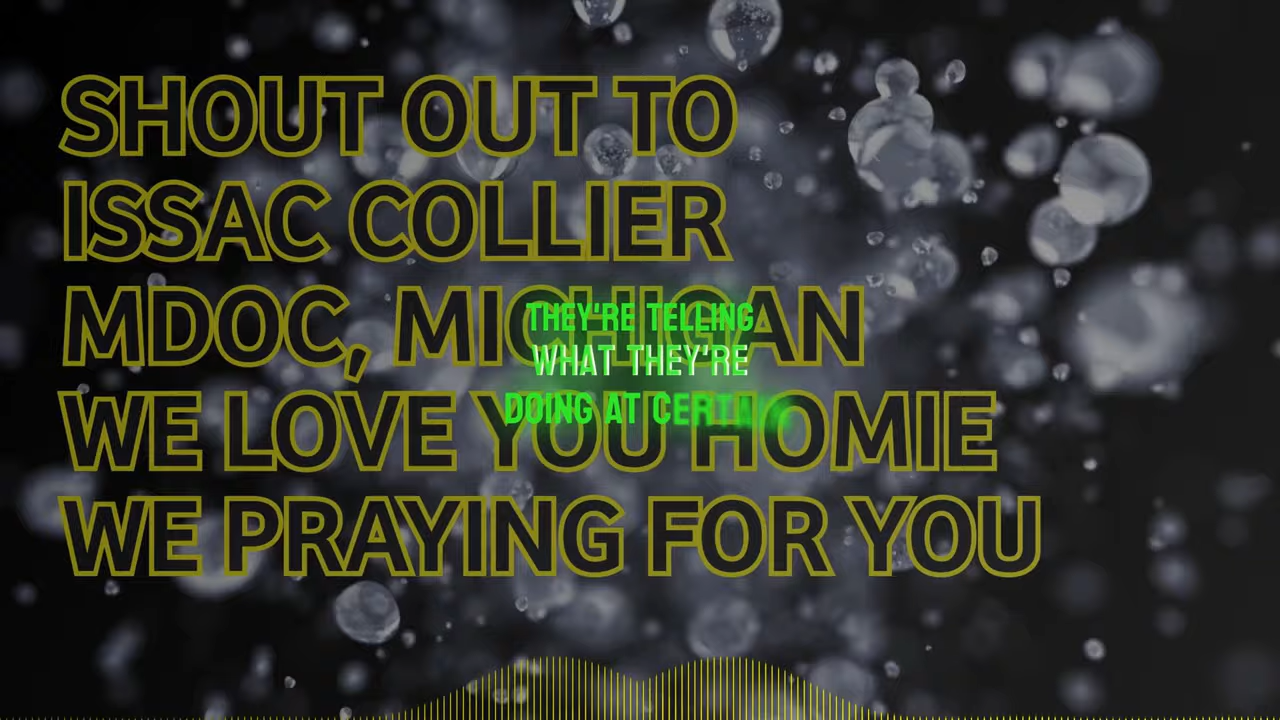 SHOUT OUT TO
ISSAC COLLIER
MDOC, MICHIGAN
WE LOVE YOU HOMIE
WE PRAYING FOR YOU
THEY'RE TELLING
WHAT THEY'RE
DOING AT CERTAIN